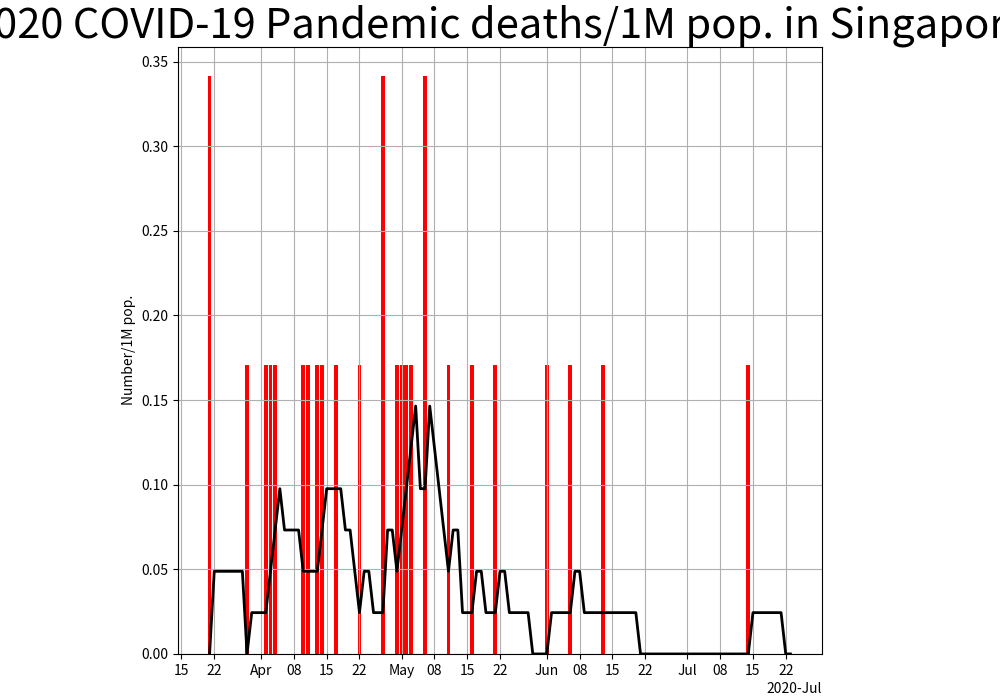 020 COVID-19 Pandemic deaths/1M pop. in Singapor
0.35
0.30
0.25
0.20
0.15
0.10
0.05
0.00
Number/1M pop.
15 22 Apr 08 15 22 May 08 15 22 Jun 08 15 22 Jul 08 15 22
2020-Jul